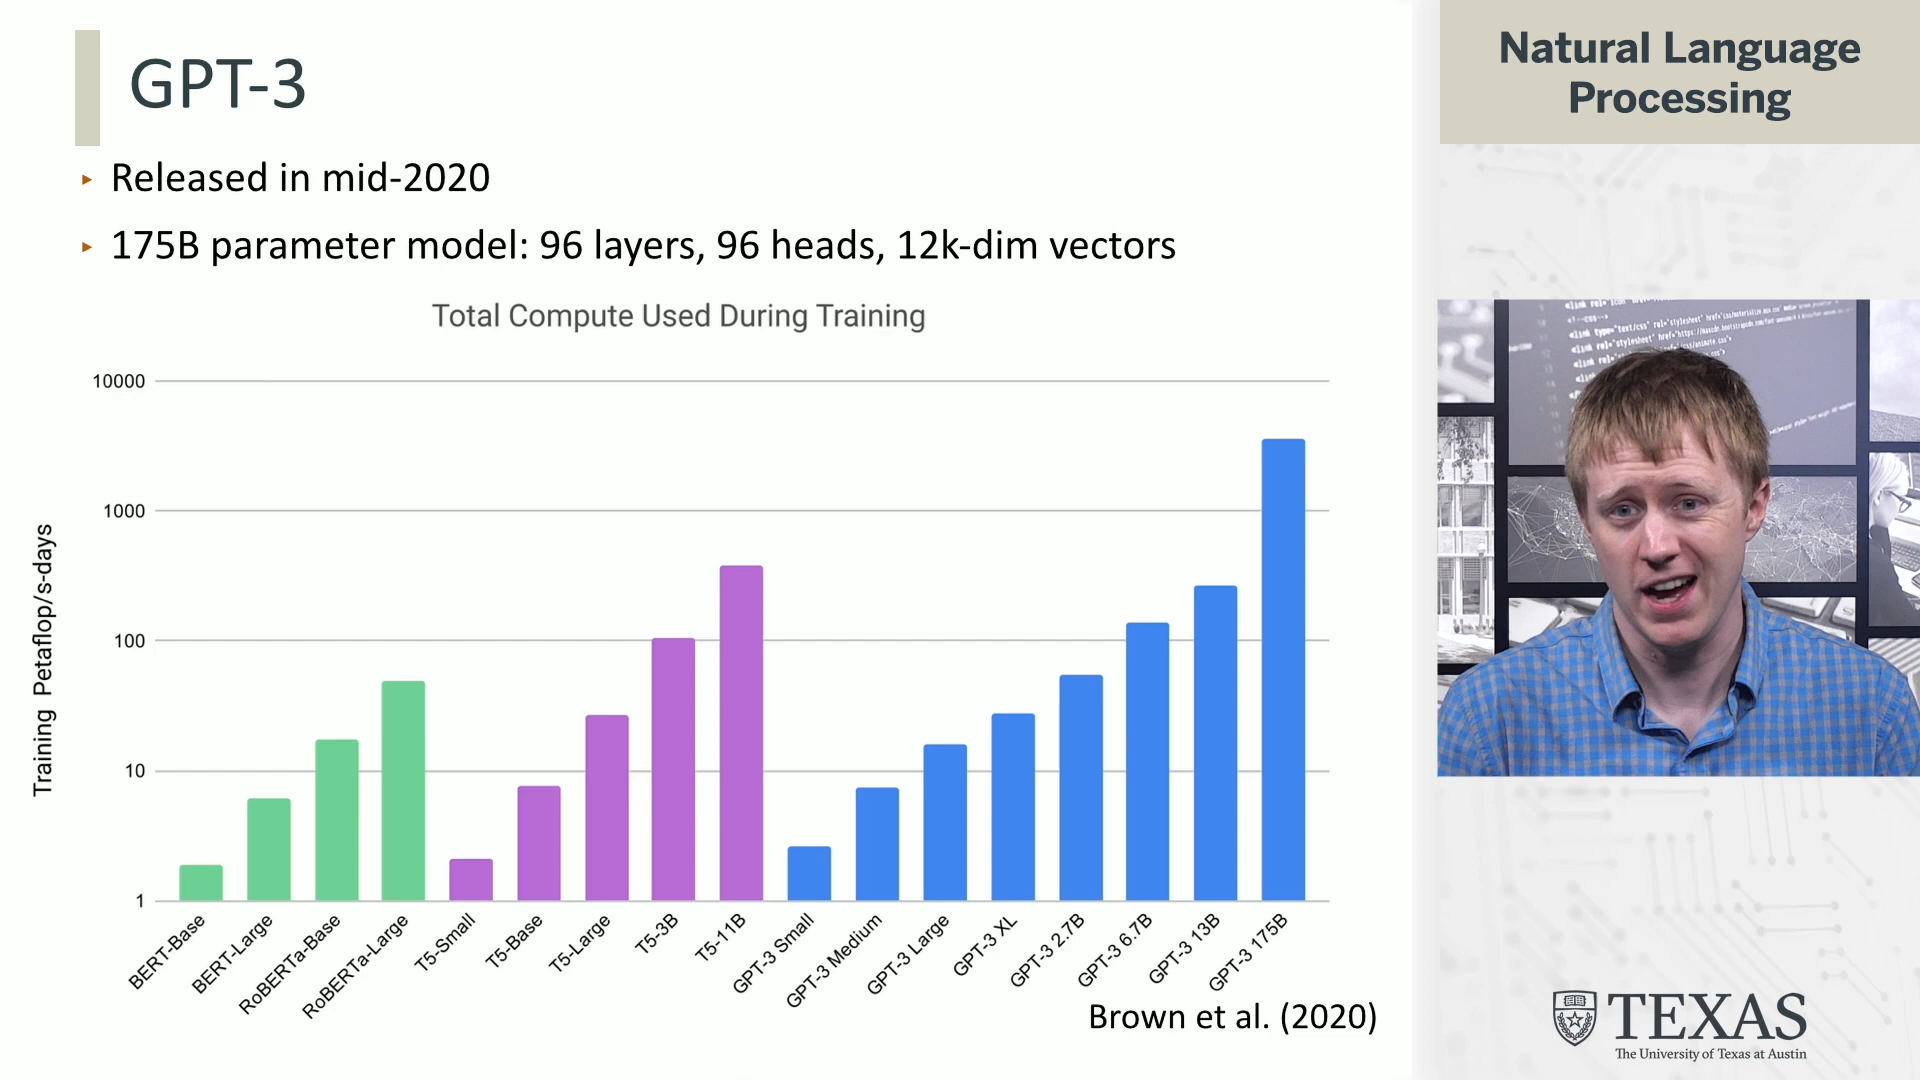 GPT-3
Natural Language
Processing
▸ Released in mid-2020
▸ 175B parameter model: 96 layers, 96 heads, 12k-dim vectors
Total Compute Used During Training
Training Petaflop/s-days
10000
1000
100
10
1
BERT-Base
BERT-Large
RoBERTa-Base
RoBERTa-Large
T5-Small
T5-Base
T5-Large
T5-3B
T5-11B
GPT-3 Small
GPT-3 Medium
GPT-3 Large
GPT-3 XL
GPT-3 2.7B
GPT-3 6.7B
GPT-3 13B
GPT-3 175B
Brown et al. (2020)
TEXAS
The University of Texas at Austin